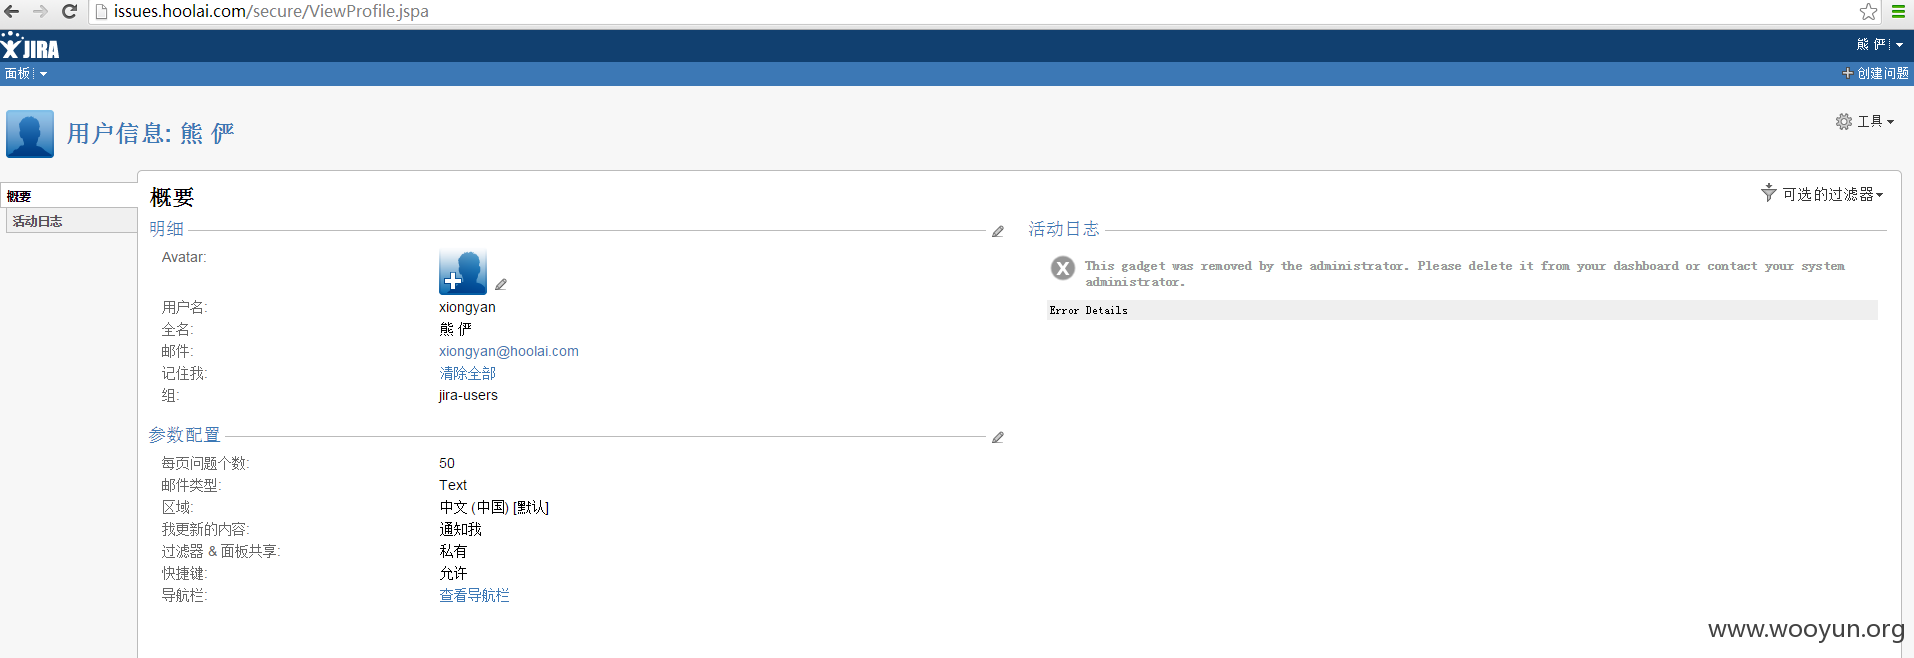 issues.hoolai.com/secure/ViewProfile.jspa
JIRA
熊 俨
面板
创建问题
用户信息: 熊 俨
工具
概要
活动日志
概要
可选的过滤器
明细
Avatar:
用户名: xiongyan
全名: 熊 俨
邮件: xiongyan@hoolai.com
记住我: 清除全部
组: jira-users
参数配置
每页问题个数: 50
邮件类型: Text
区域: 中文 (中国) [默认]
我更新的内容: 通知我
过滤器 & 面板共享: 私有
快捷键: 允许
导航栏: 查看导航栏
活动日志
This gadget was removed by the administrator. Please delete it from your dashboard or contact your system
administrator.
Error Details
www.wooyun.org